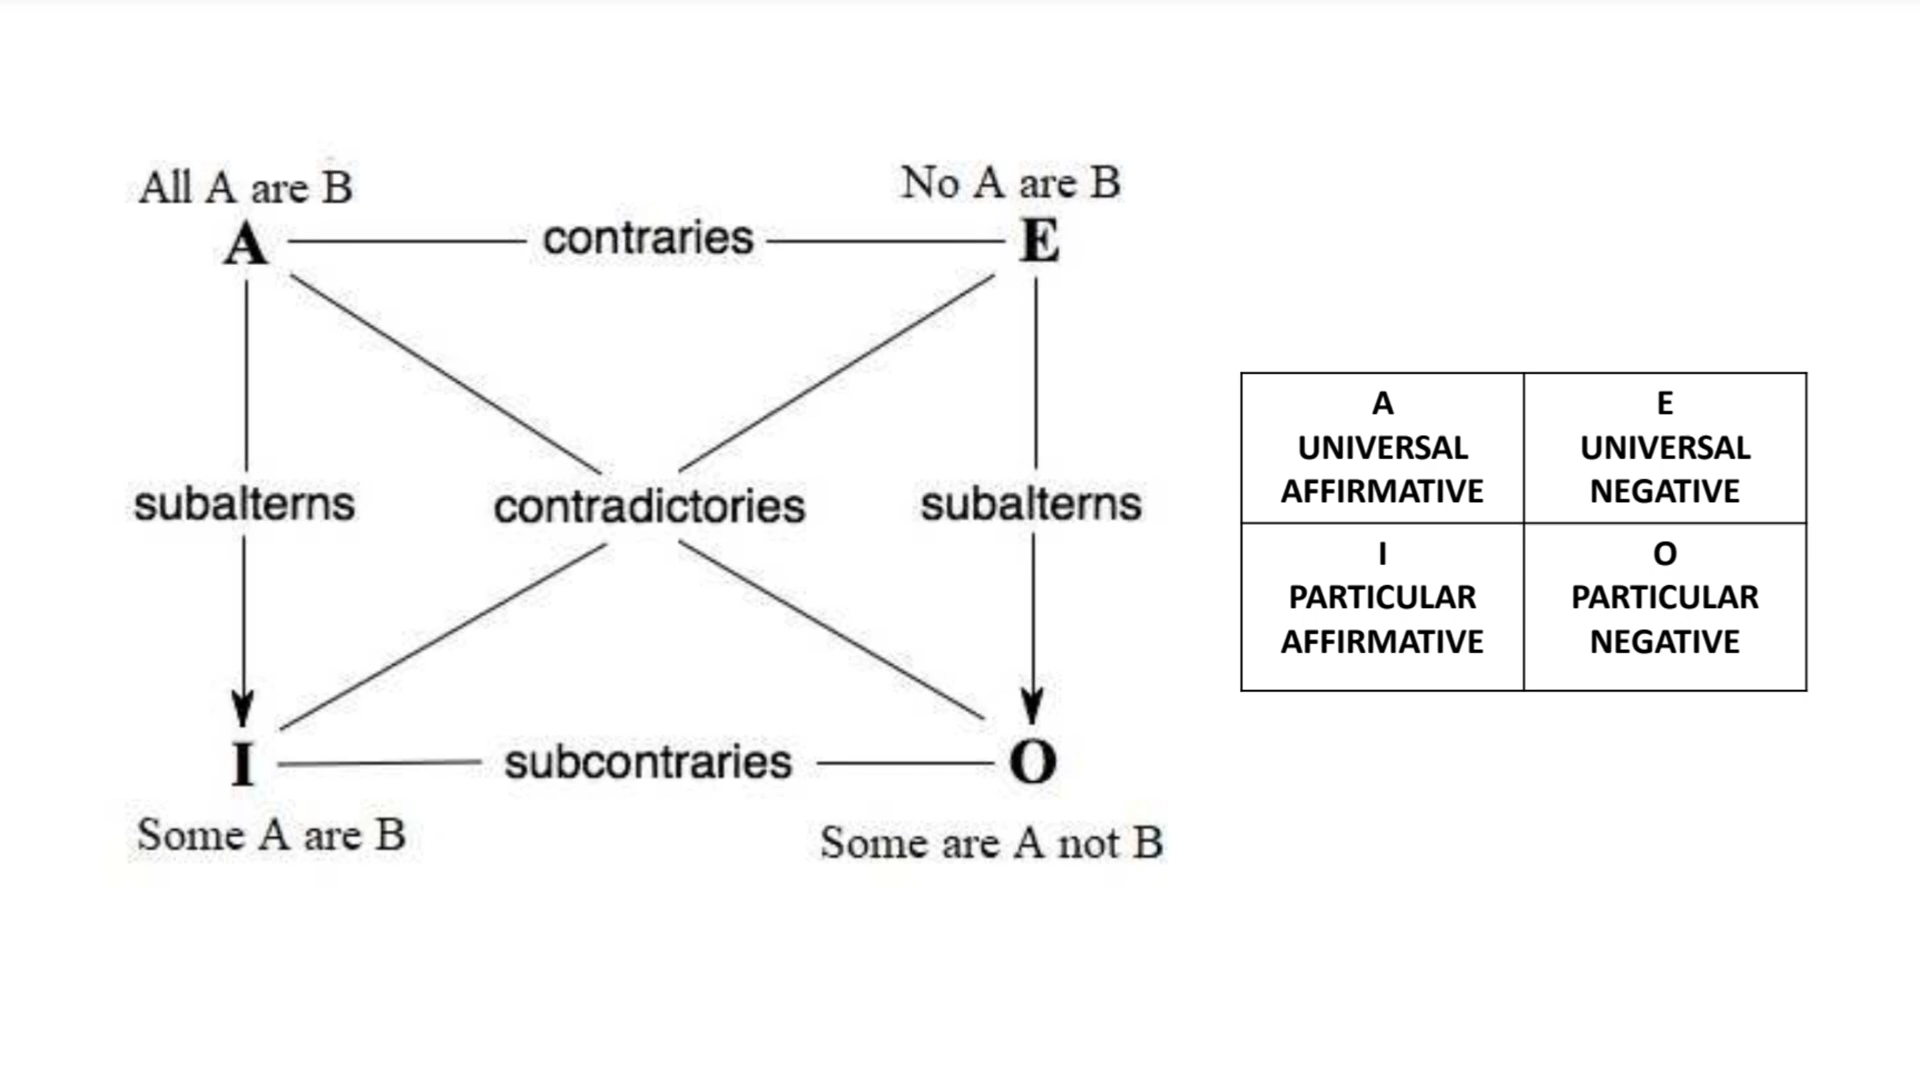 All A are B
No A are B
A
contraries
E
subalterns
contradictories
subalterns
I
subcontraries
O
Some A are B
Some are A not B
A
UNIVERSAL
AFFIRMATIVE
E
UNIVERSAL
NEGATIVE
I
PARTICULAR
AFFIRMATIVE
O
PARTICULAR
NEGATIVE